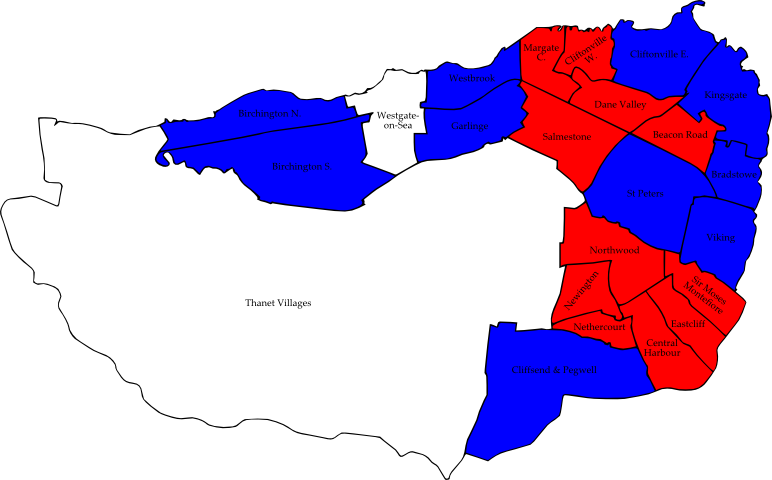 Margate
C.
Cliftonville
W.
Cliftonville E.
Westbrook
Kingsgate
Dane Valley
Birchington N.
Westgate-
on-Sea
Garlinge
Salmestone
Beacon Road
Birchington S.
Bradstowe
St Peters
Viking
Northwood
Thanet Villages
Newington
Sir Moses
Montefiore
Nethercourt
Eastcliff
Central
Harbour
Cliffsend & Pegwell